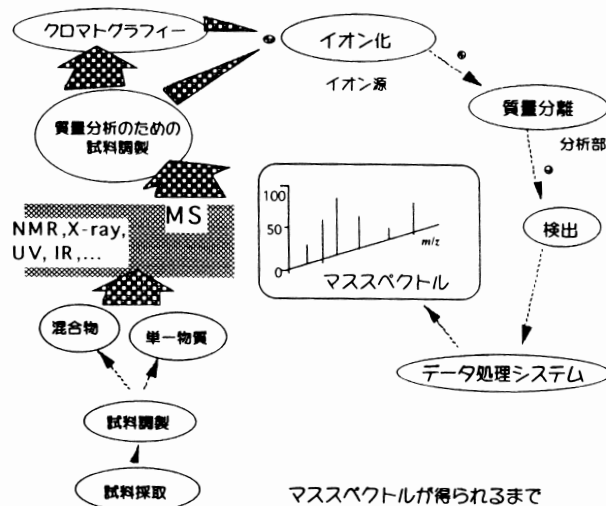 クロマトグラフィー
イオン化
イオン源
質量分離
分析部
質量分析のための
試料調製
MS
NMR,X-ray,
UV, IR,...
100
50
0
m/z
マススペクトル
検出
混合物
単一物質
データ処理システム
試料調製
試料採取
マススペクトルが得られるまで